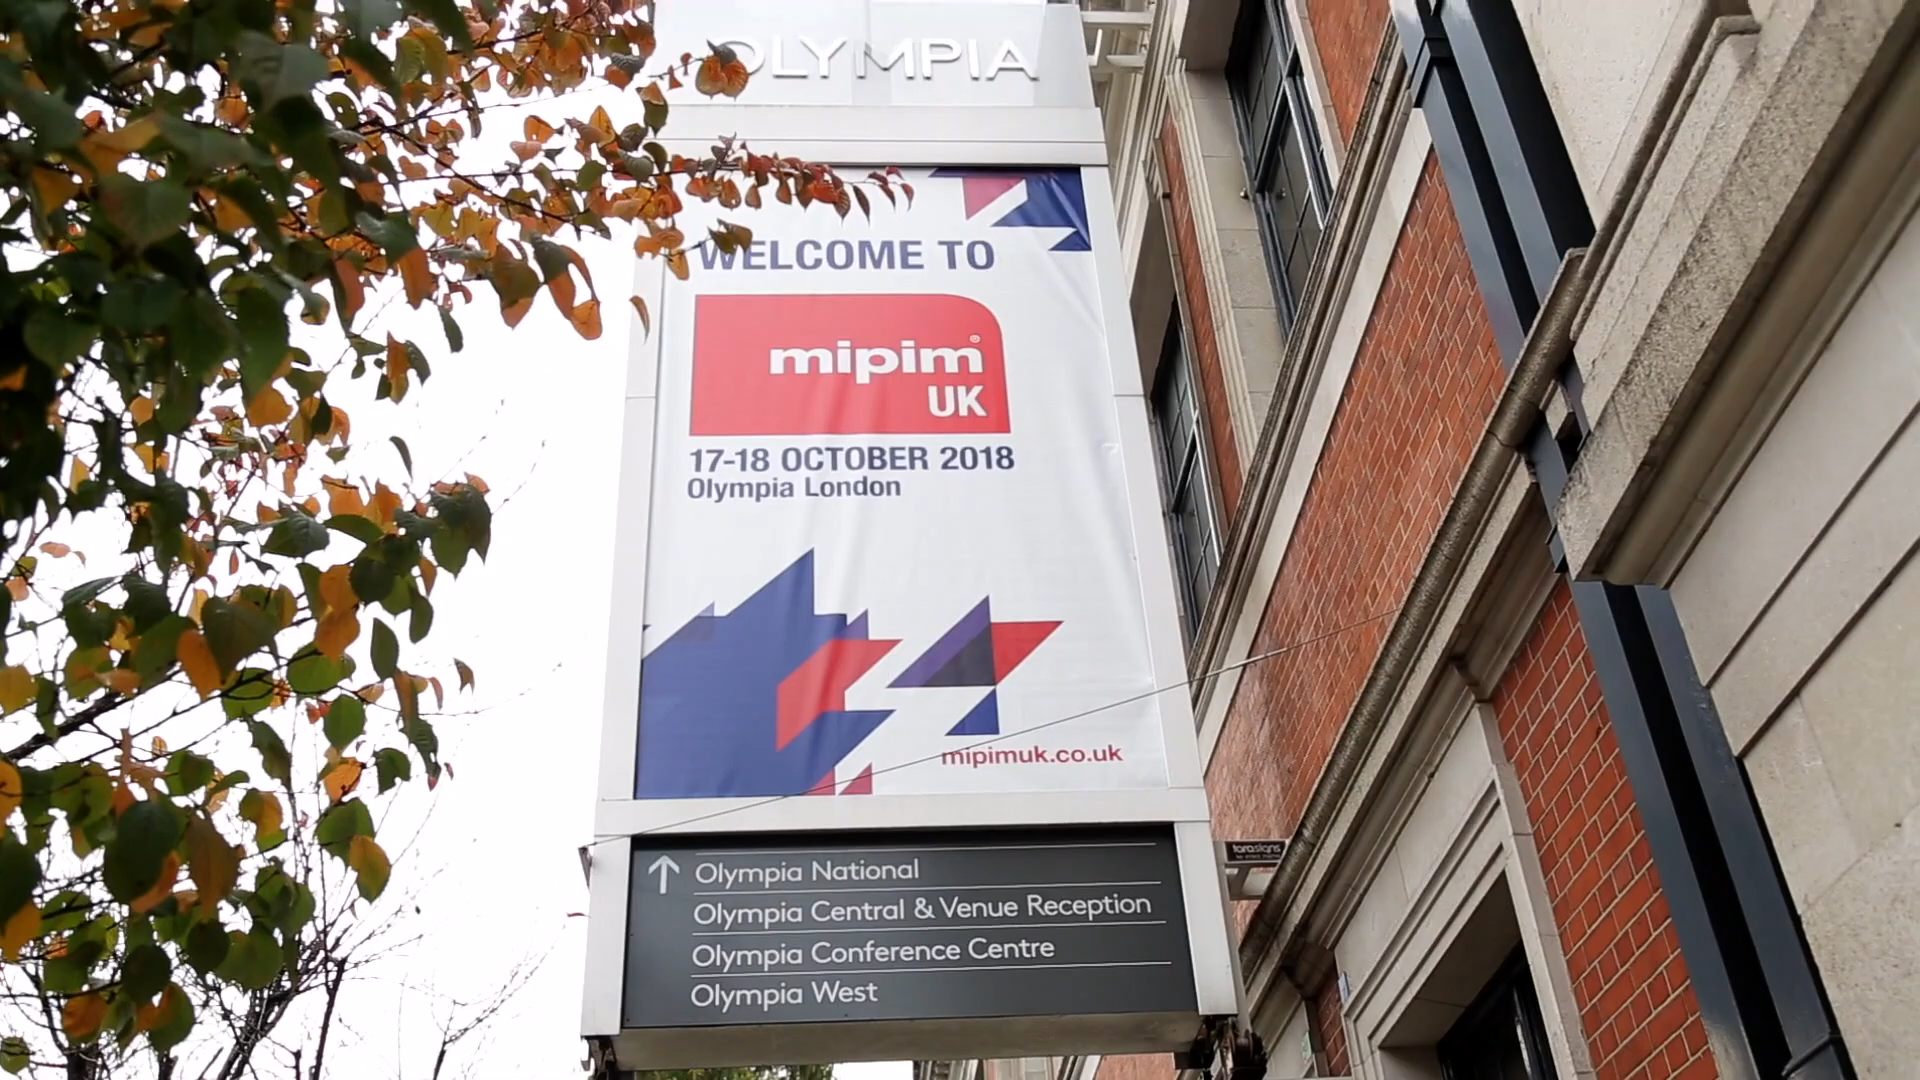 OLYMPIA
WELCOME TO
mipim®
UK
17-18 OCTOBER 2018
Olympia London
mipimuk.co.uk
↑ Olympia National
Olympia Central & Venue Reception
Olympia Conference Centre
Olympia West
tarasigns